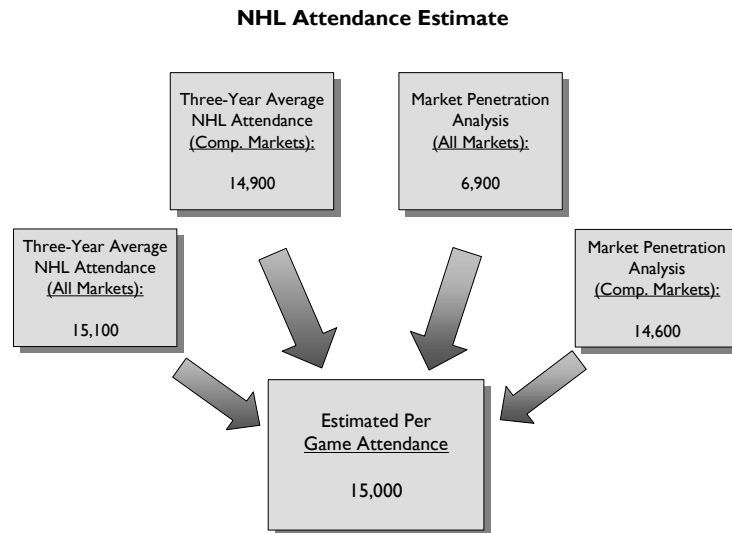 NHL Attendance Estimate
Three-Year Average
NHL Attendance
(Comp. Markets):
14,900
Market Penetration
Analysis
(All Markets):
6,900
Three-Year Average
NHL Attendance
(All Markets):
15,100
Market Penetration
Analysis
(Comp. Markets):
14,600
Estimated Per
Game Attendance
15,000